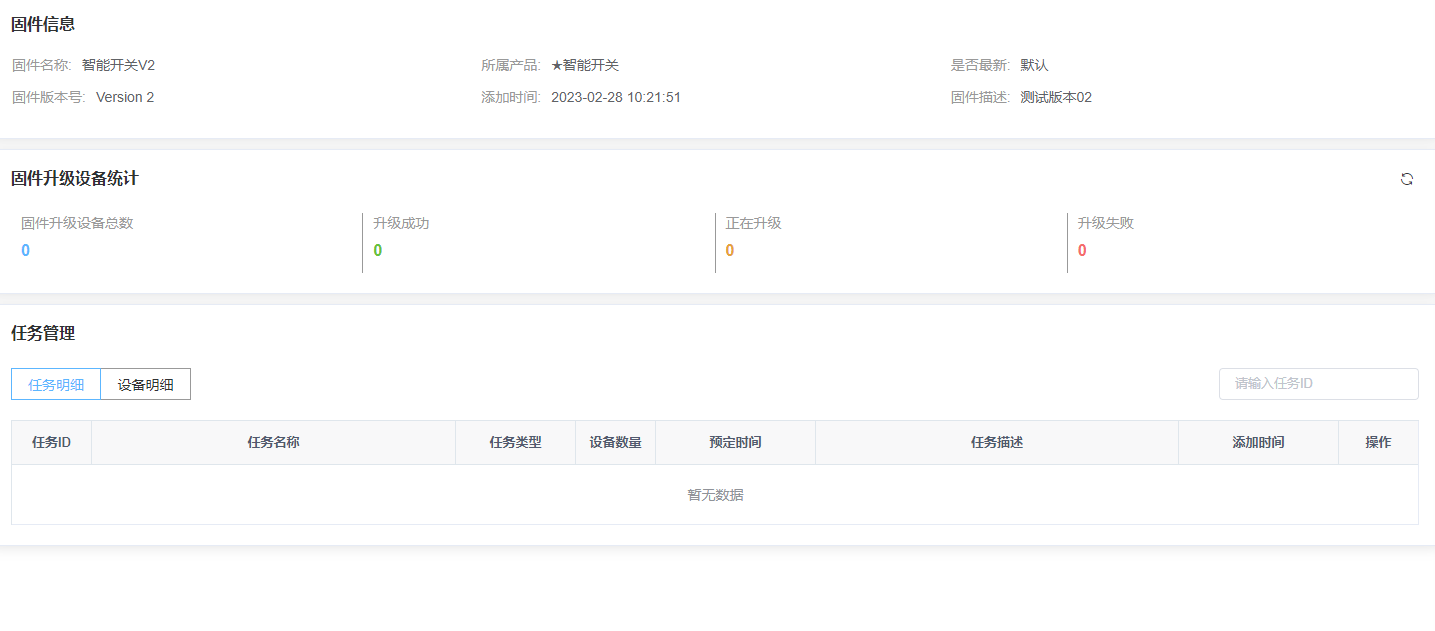 固件信息
固件名称: 智能开关V2 所属产品: ★智能开关 是否最新: 默认
固件版本号: Version 2 添加时间: 2023-02-28 10:21:51 固件描述: 测试版本02
固件升级设备统计
固件升级设备总数 升级成功 正在升级 升级失败
0 0 0 0
任务管理
任务明细 设备明细 请输入任务ID
任务ID 任务名称 任务类型 设备数量 预定时间 任务描述 添加时间 操作
暂无数据